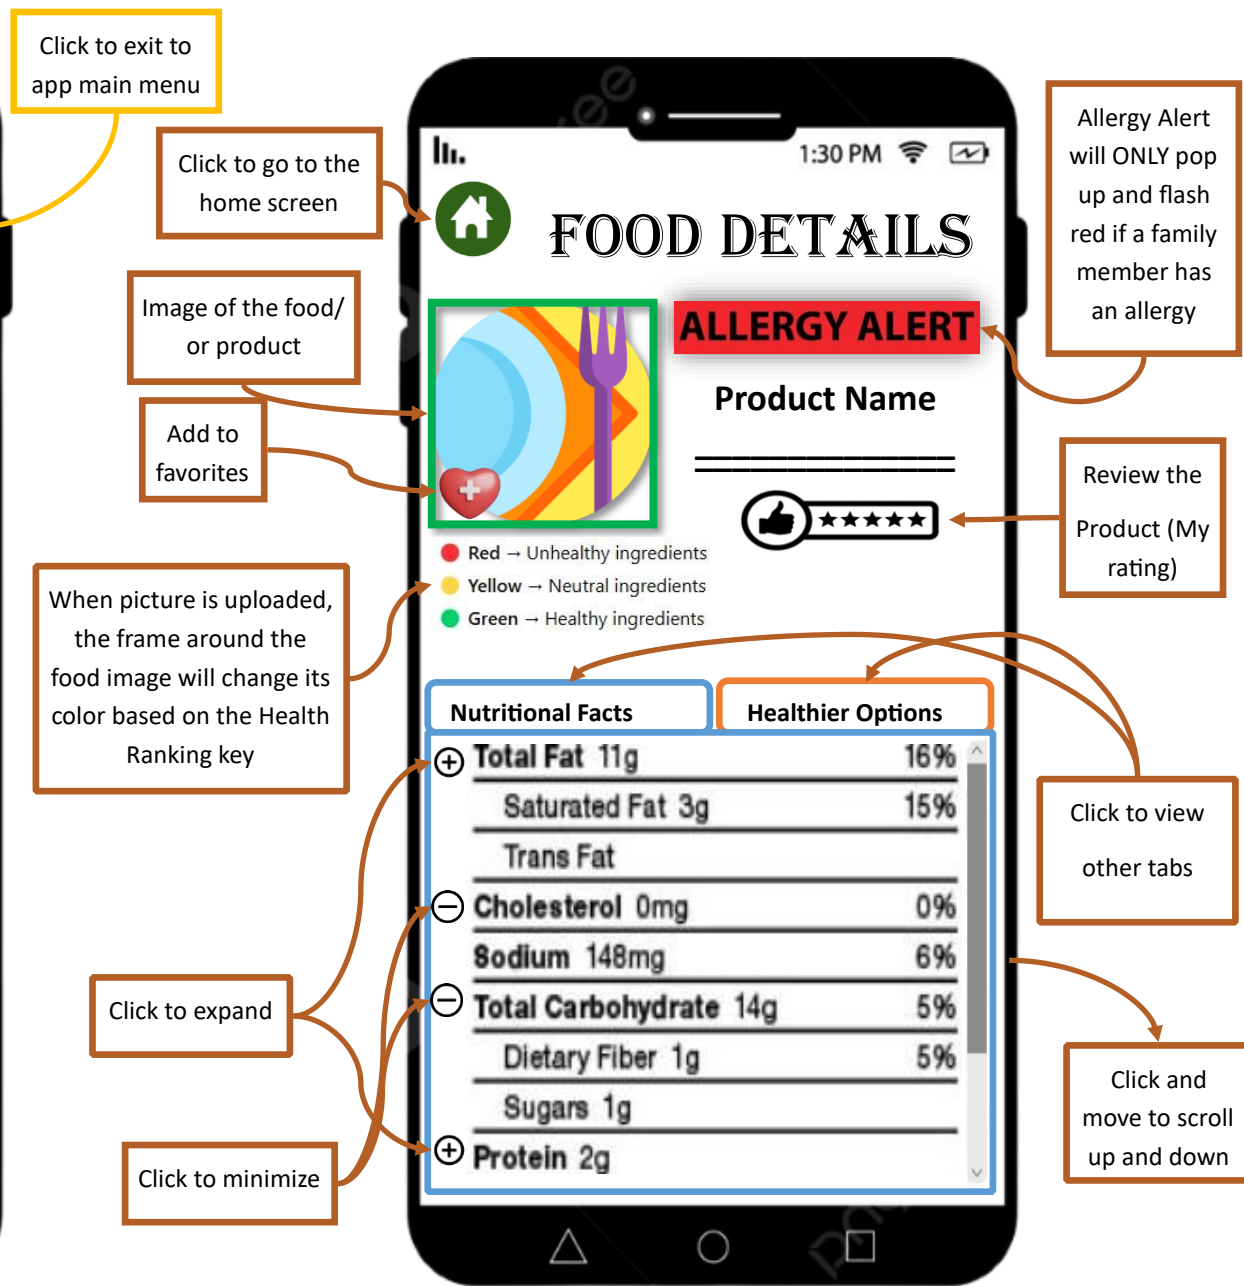 Click to exit to
app main menu
Click to go to the
home screen
Image of the food/
or product
Add to
favorites
When picture is uploaded,
the frame around the
food image will change its
color based on the Health
Ranking key
Click to expand
Click to minimize
1:30 PM
FOOD DETAILS
ALLERGY ALERT
Product Name
Red → Unhealthy ingredients
Yellow → Neutral ingredients
Green → Healthy ingredients
Nutritional Facts
Healthier Options
Total Fat 11g 16%
Saturated Fat 3g 15%
Trans Fat
Cholesterol 0mg 0%
Sodium 148mg 6%
Total Carbohydrate 14g 5%
Dietary Fiber 1g 5%
Sugars 1g
Protein 2g
Allergy Alert
will ONLY pop
up and flash
red if a family
member has
an allergy
Review the
Product (My
rating)
Click to view
other tabs
Click and
move to scroll
up and down